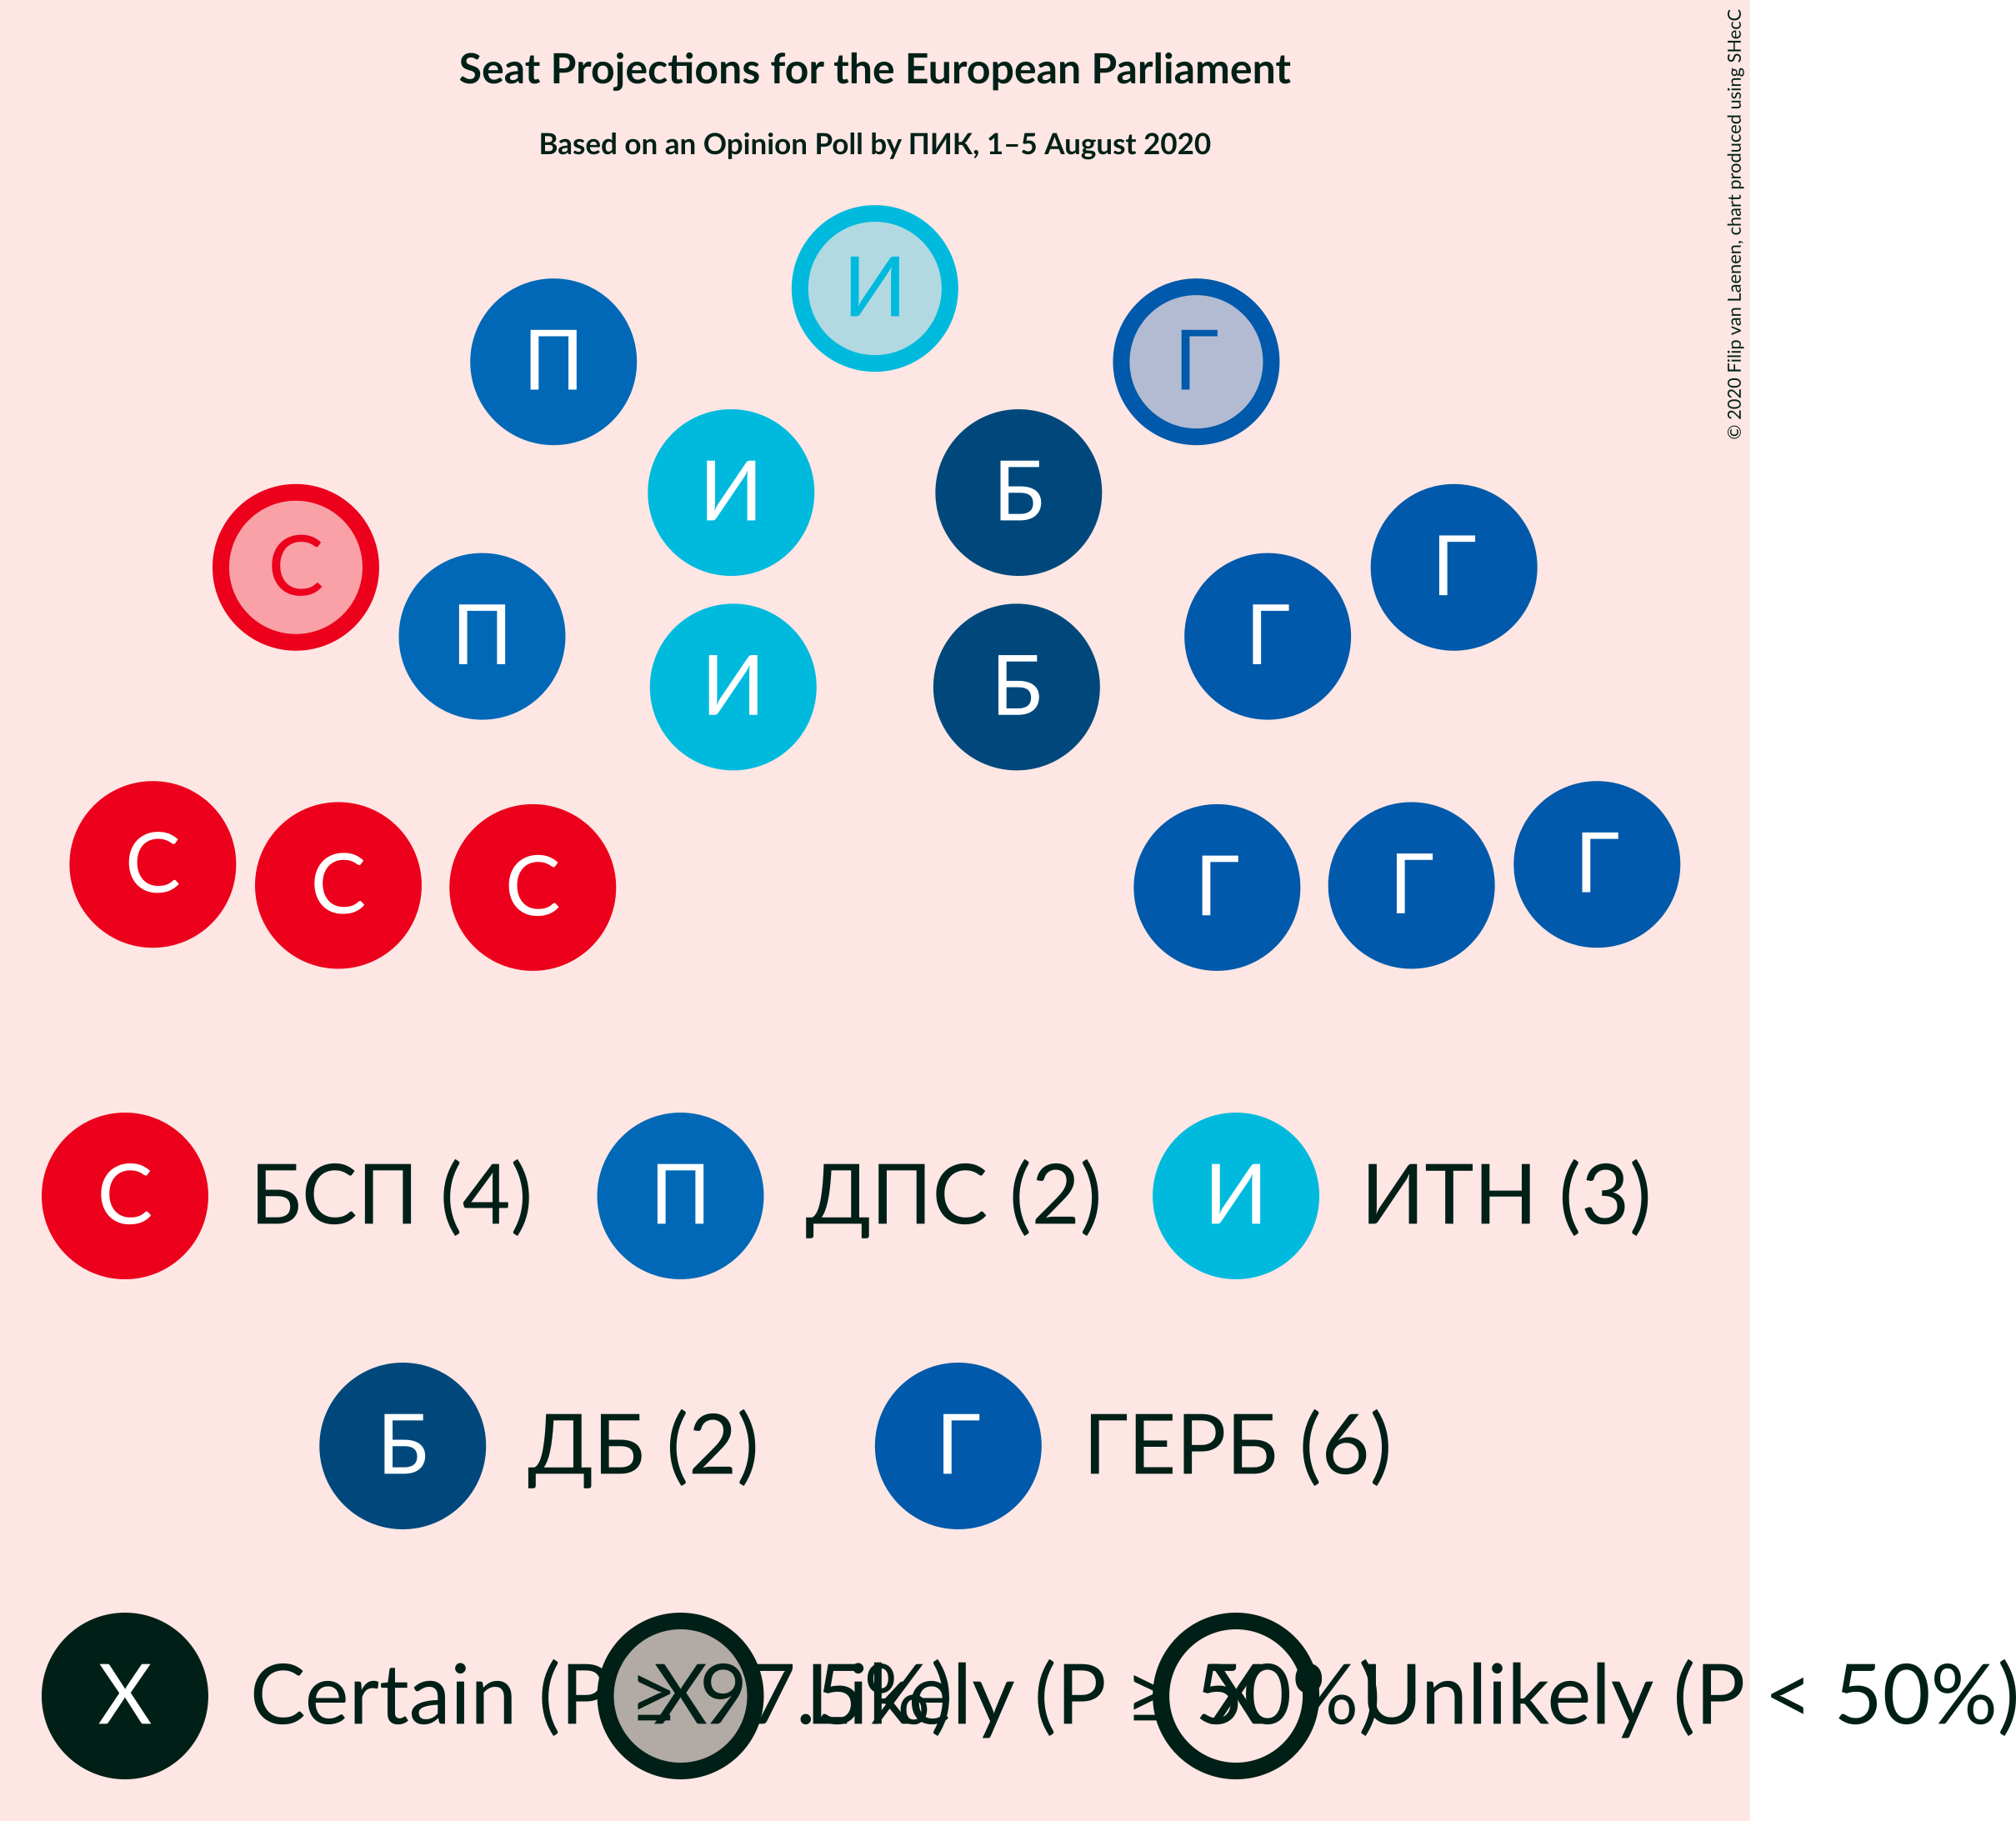 Seat Projections for the European Parliament
Based on an Opinion Poll by ПИК, 1–5 August 2020
© 2020 Filip van Laenen, chart produced using SHecC
И
П Г
И Б
С Г
П Г
И Б
С Г
С С Г Г
С БСП (4) П ДПС (2) И ИТН (3)
Б ДБ (2) Г ГЕРБ (6)
X Certain (P ≥ 97.5%) X Likely (P ≥ 50%) X Unlikely (P < 50%)